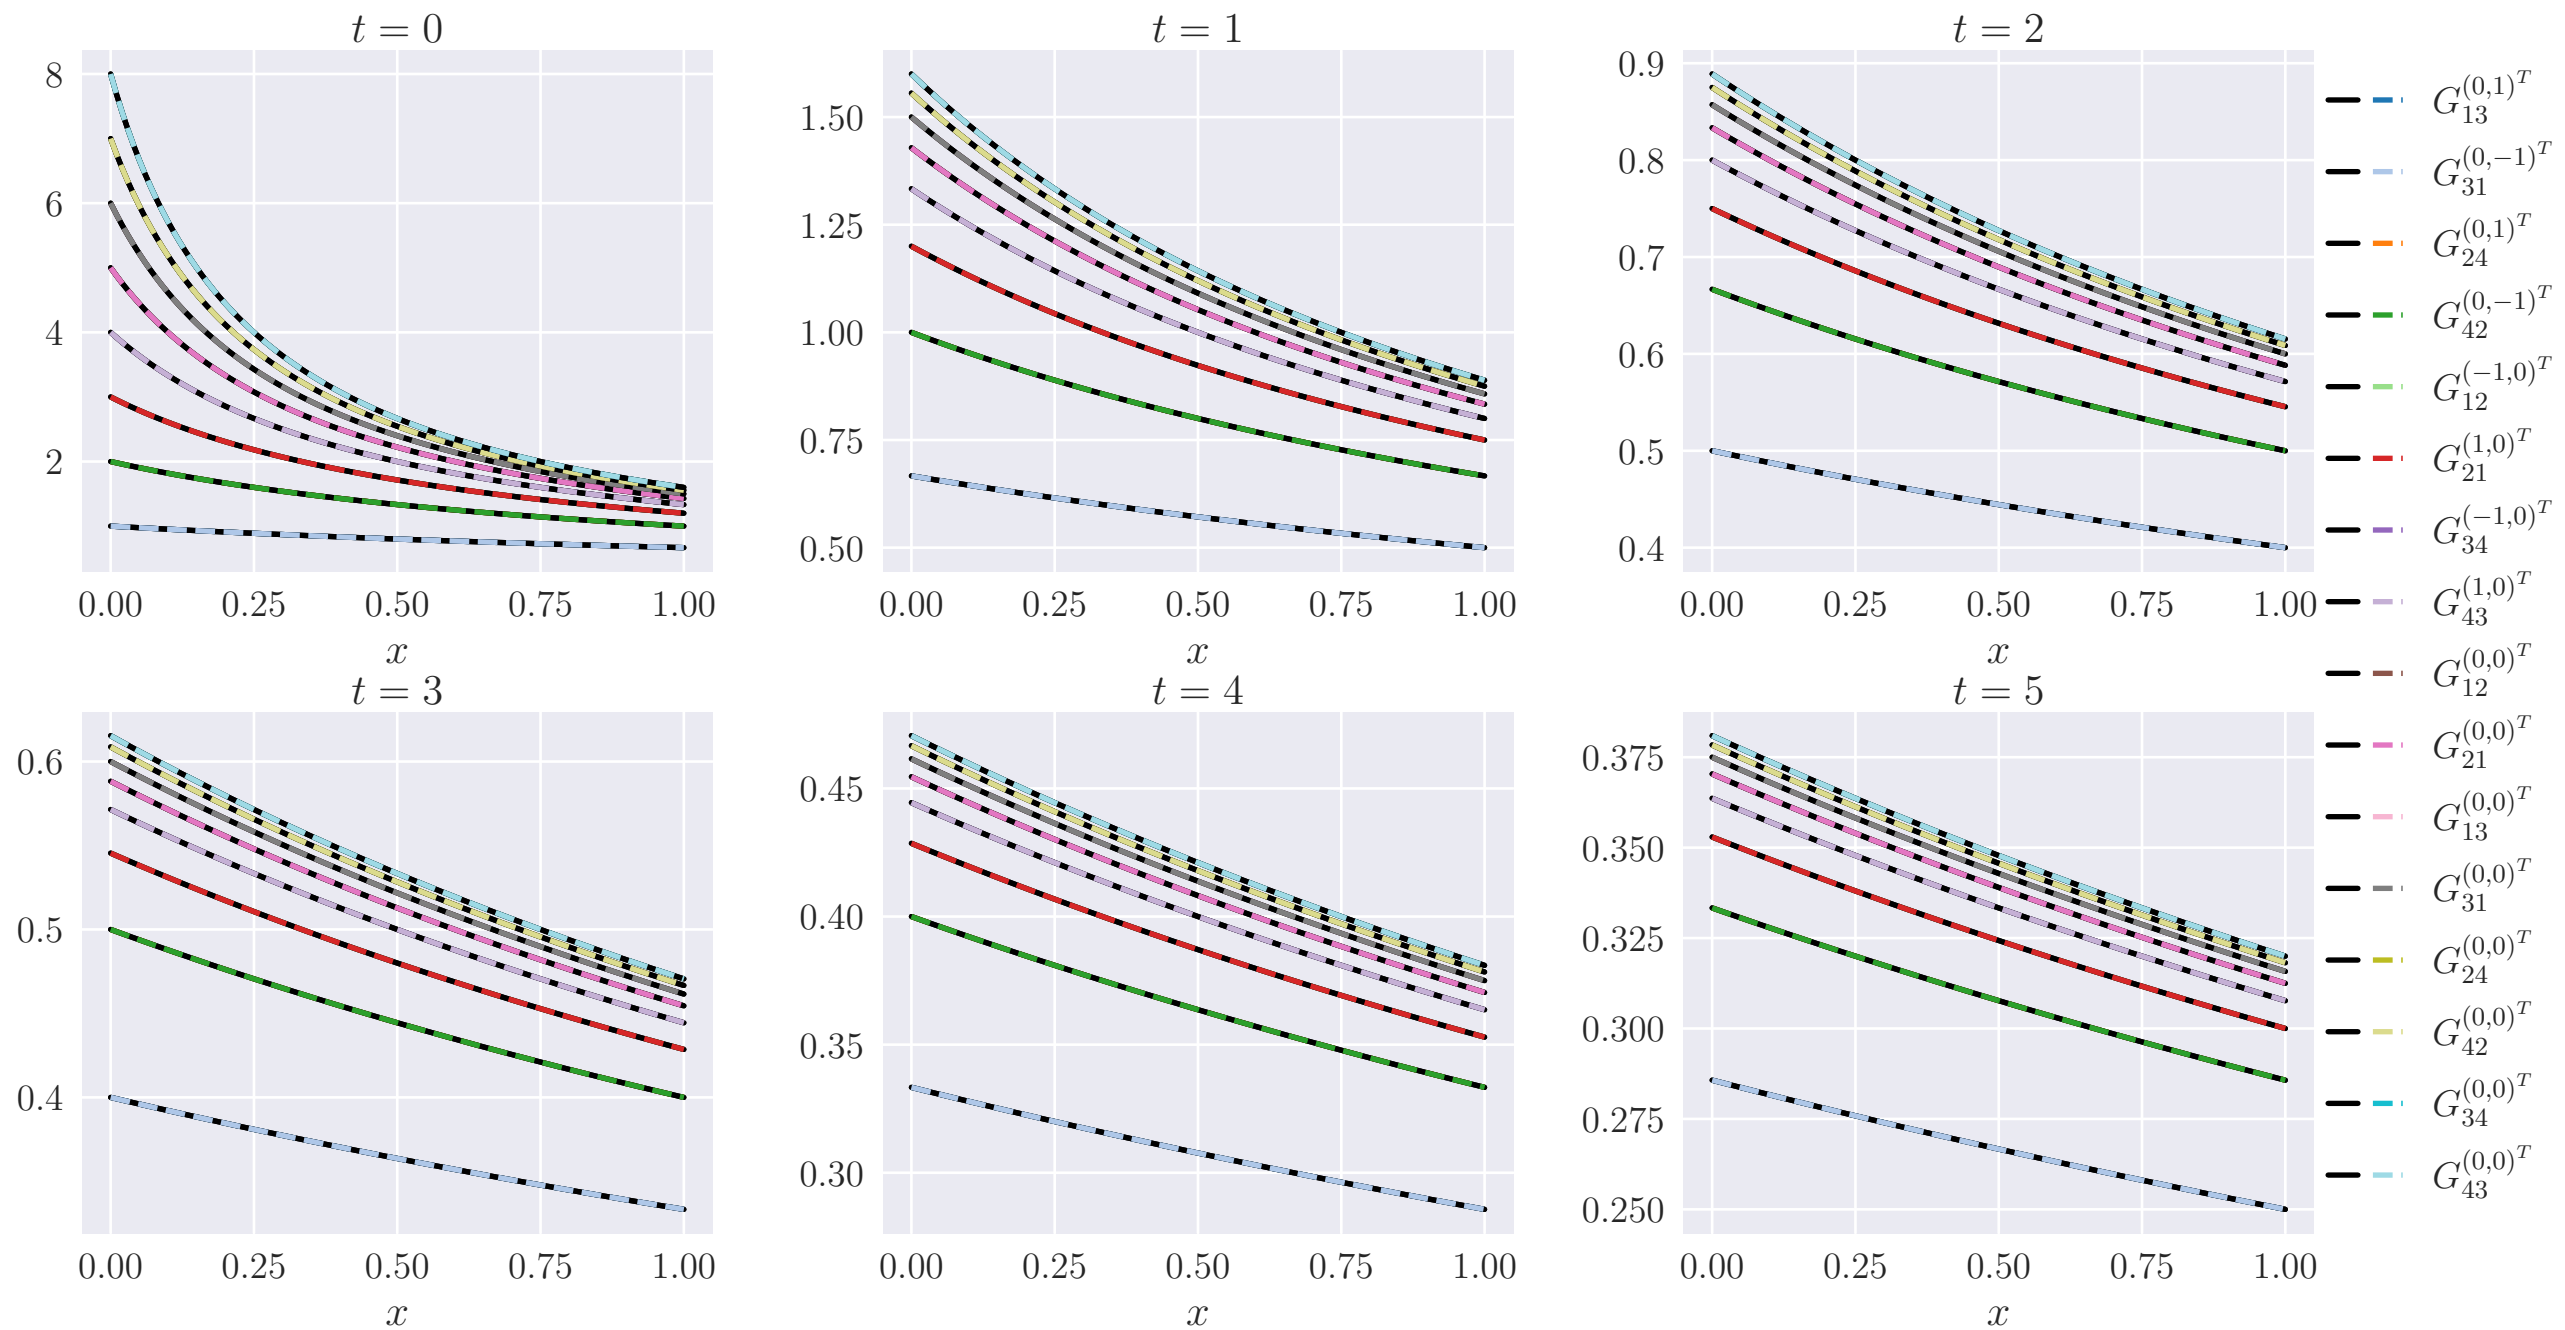 t = 0
8
6
4
2
0.00 0.25 0.50 0.75 1.00
x
t = 1
1.50
1.25
1.00
0.75
0.50
0.00 0.25 0.50 0.75 1.00
x
t = 2
0.9
0.8
0.7
0.6
0.5
0.4
0.00 0.25 0.50 0.75 1.00
x
t = 3
0.6
0.5
0.4
0.00 0.25 0.50 0.75 1.00
x
t = 4
0.45
0.40
0.35
0.30
0.00 0.25 0.50 0.75 1.00
x
t = 5
0.375
0.350
0.325
0.300
0.275
0.250
0.00 0.25 0.50 0.75 1.00
x
G_{13}^{(0,1)^T}
G_{31}^{(0,-1)^T}
G_{24}^{(0,1)^T}
G_{42}^{(0,-1)^T}
G_{12}^{(-1,0)^T}
G_{21}^{(1,0)^T}
G_{34}^{(-1,0)^T}
G_{43}^{(1,0)^T}
G_{12}^{(0,0)^T}
G_{21}^{(0,0)^T}
G_{13}^{(0,0)^T}
G_{31}^{(0,0)^T}
G_{24}^{(0,0)^T}
G_{42}^{(0,0)^T}
G_{34}^{(0,0)^T}
G_{43}^{(0,0)^T}